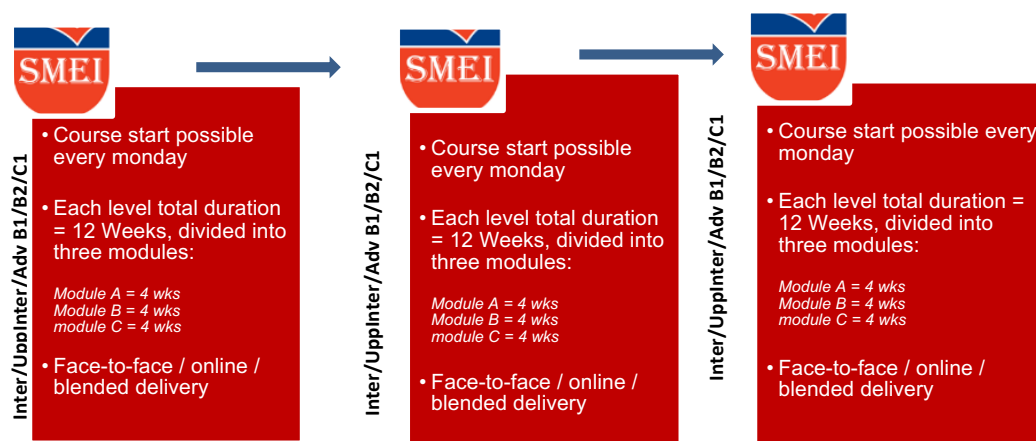 SMEI
Inter/UppInter/Adv B1/B2/C1
• Course start possible
every monday
• Each level total duration
= 12 Weeks, divided into
three modules:
Module A = 4 wks
Module B = 4 wks
module C = 4 wks
• Face-to-face / online /
blended delivery
SMEI
Inter/UppInter/Adv B1/B2/C1
• Course start possible
every monday
• Each level total duration
= 12 Weeks, divided into
three modules:
Module A = 4 wks
Module B = 4 wks
module C = 4 wks
• Face-to-face / online /
blended delivery
SMEI
Inter/UppInter/Adv B1/B2/C1
• Course start possible every
monday
• Each level total duration =
12 Weeks, divided into
three modules:
Module A = 4 wks
Module B = 4 wks
module C = 4 wks
• Face-to-face / online /
blended delivery